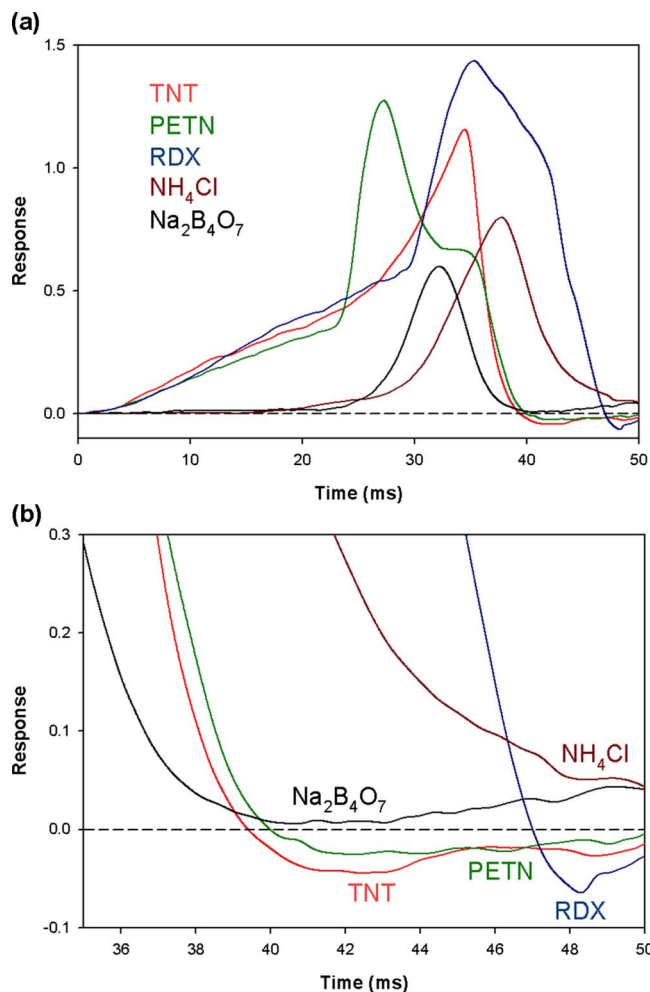 (a)
1.5
1.0
0.5
0.0
Response
TNT
PETN
RDX
NH₄Cl
Na₂B₄O₇
0 10 20 30 40 50
Time (ms)
(b)
0.3
0.2
0.1
0.0
-0.1
Response
Na₂B₄O₇
NH₄Cl
TNT
PETN
RDX
36 38 40 42 44 46 48 50
Time (ms)